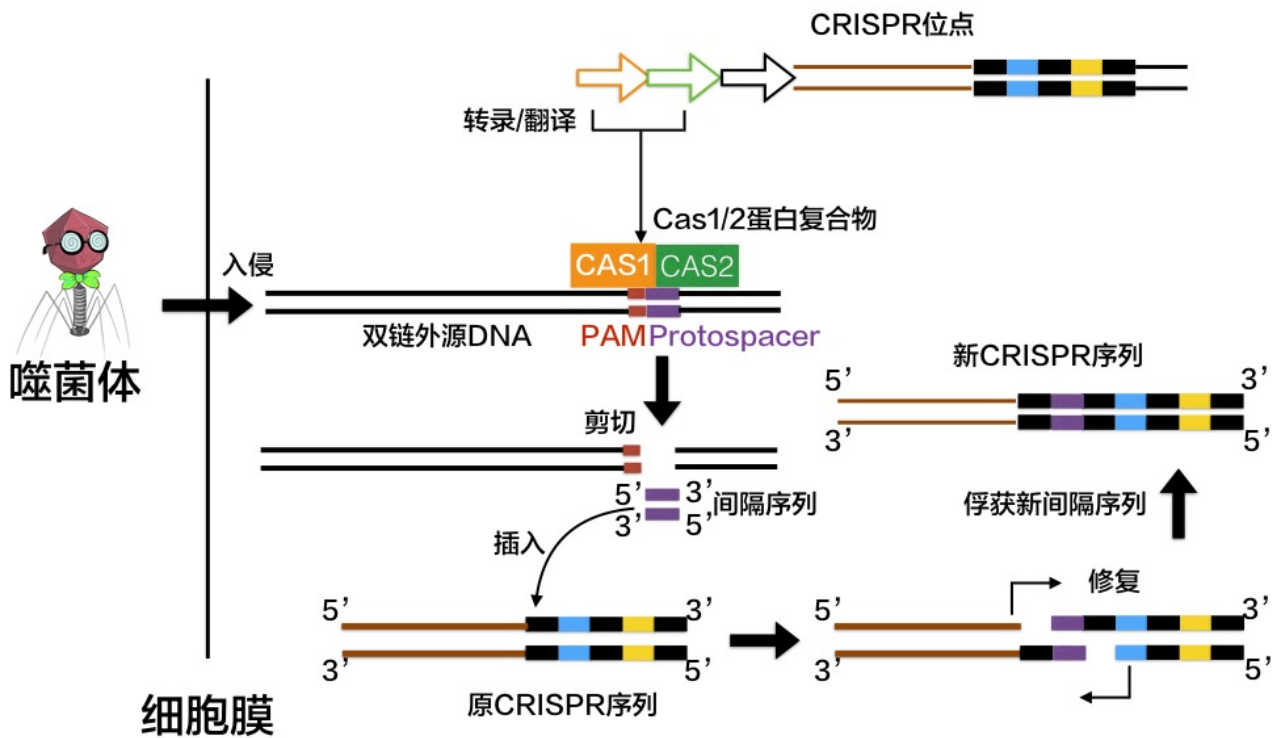 CRISPR位点
转录/翻译
Cas1/2蛋白复合物
CAS1 CAS2
入侵
双链外源DNA
PAM Protospacer
噬菌体
新CRISPR序列
5’ 3’
3’ 5’
剪切
5’ 3’
间隔序列
3’ 5’
俘获新间隔序列
插入
修复
5’ 3’
3’ 5’
原CRISPR序列
5’ 3’
3’ 5’
细胞膜